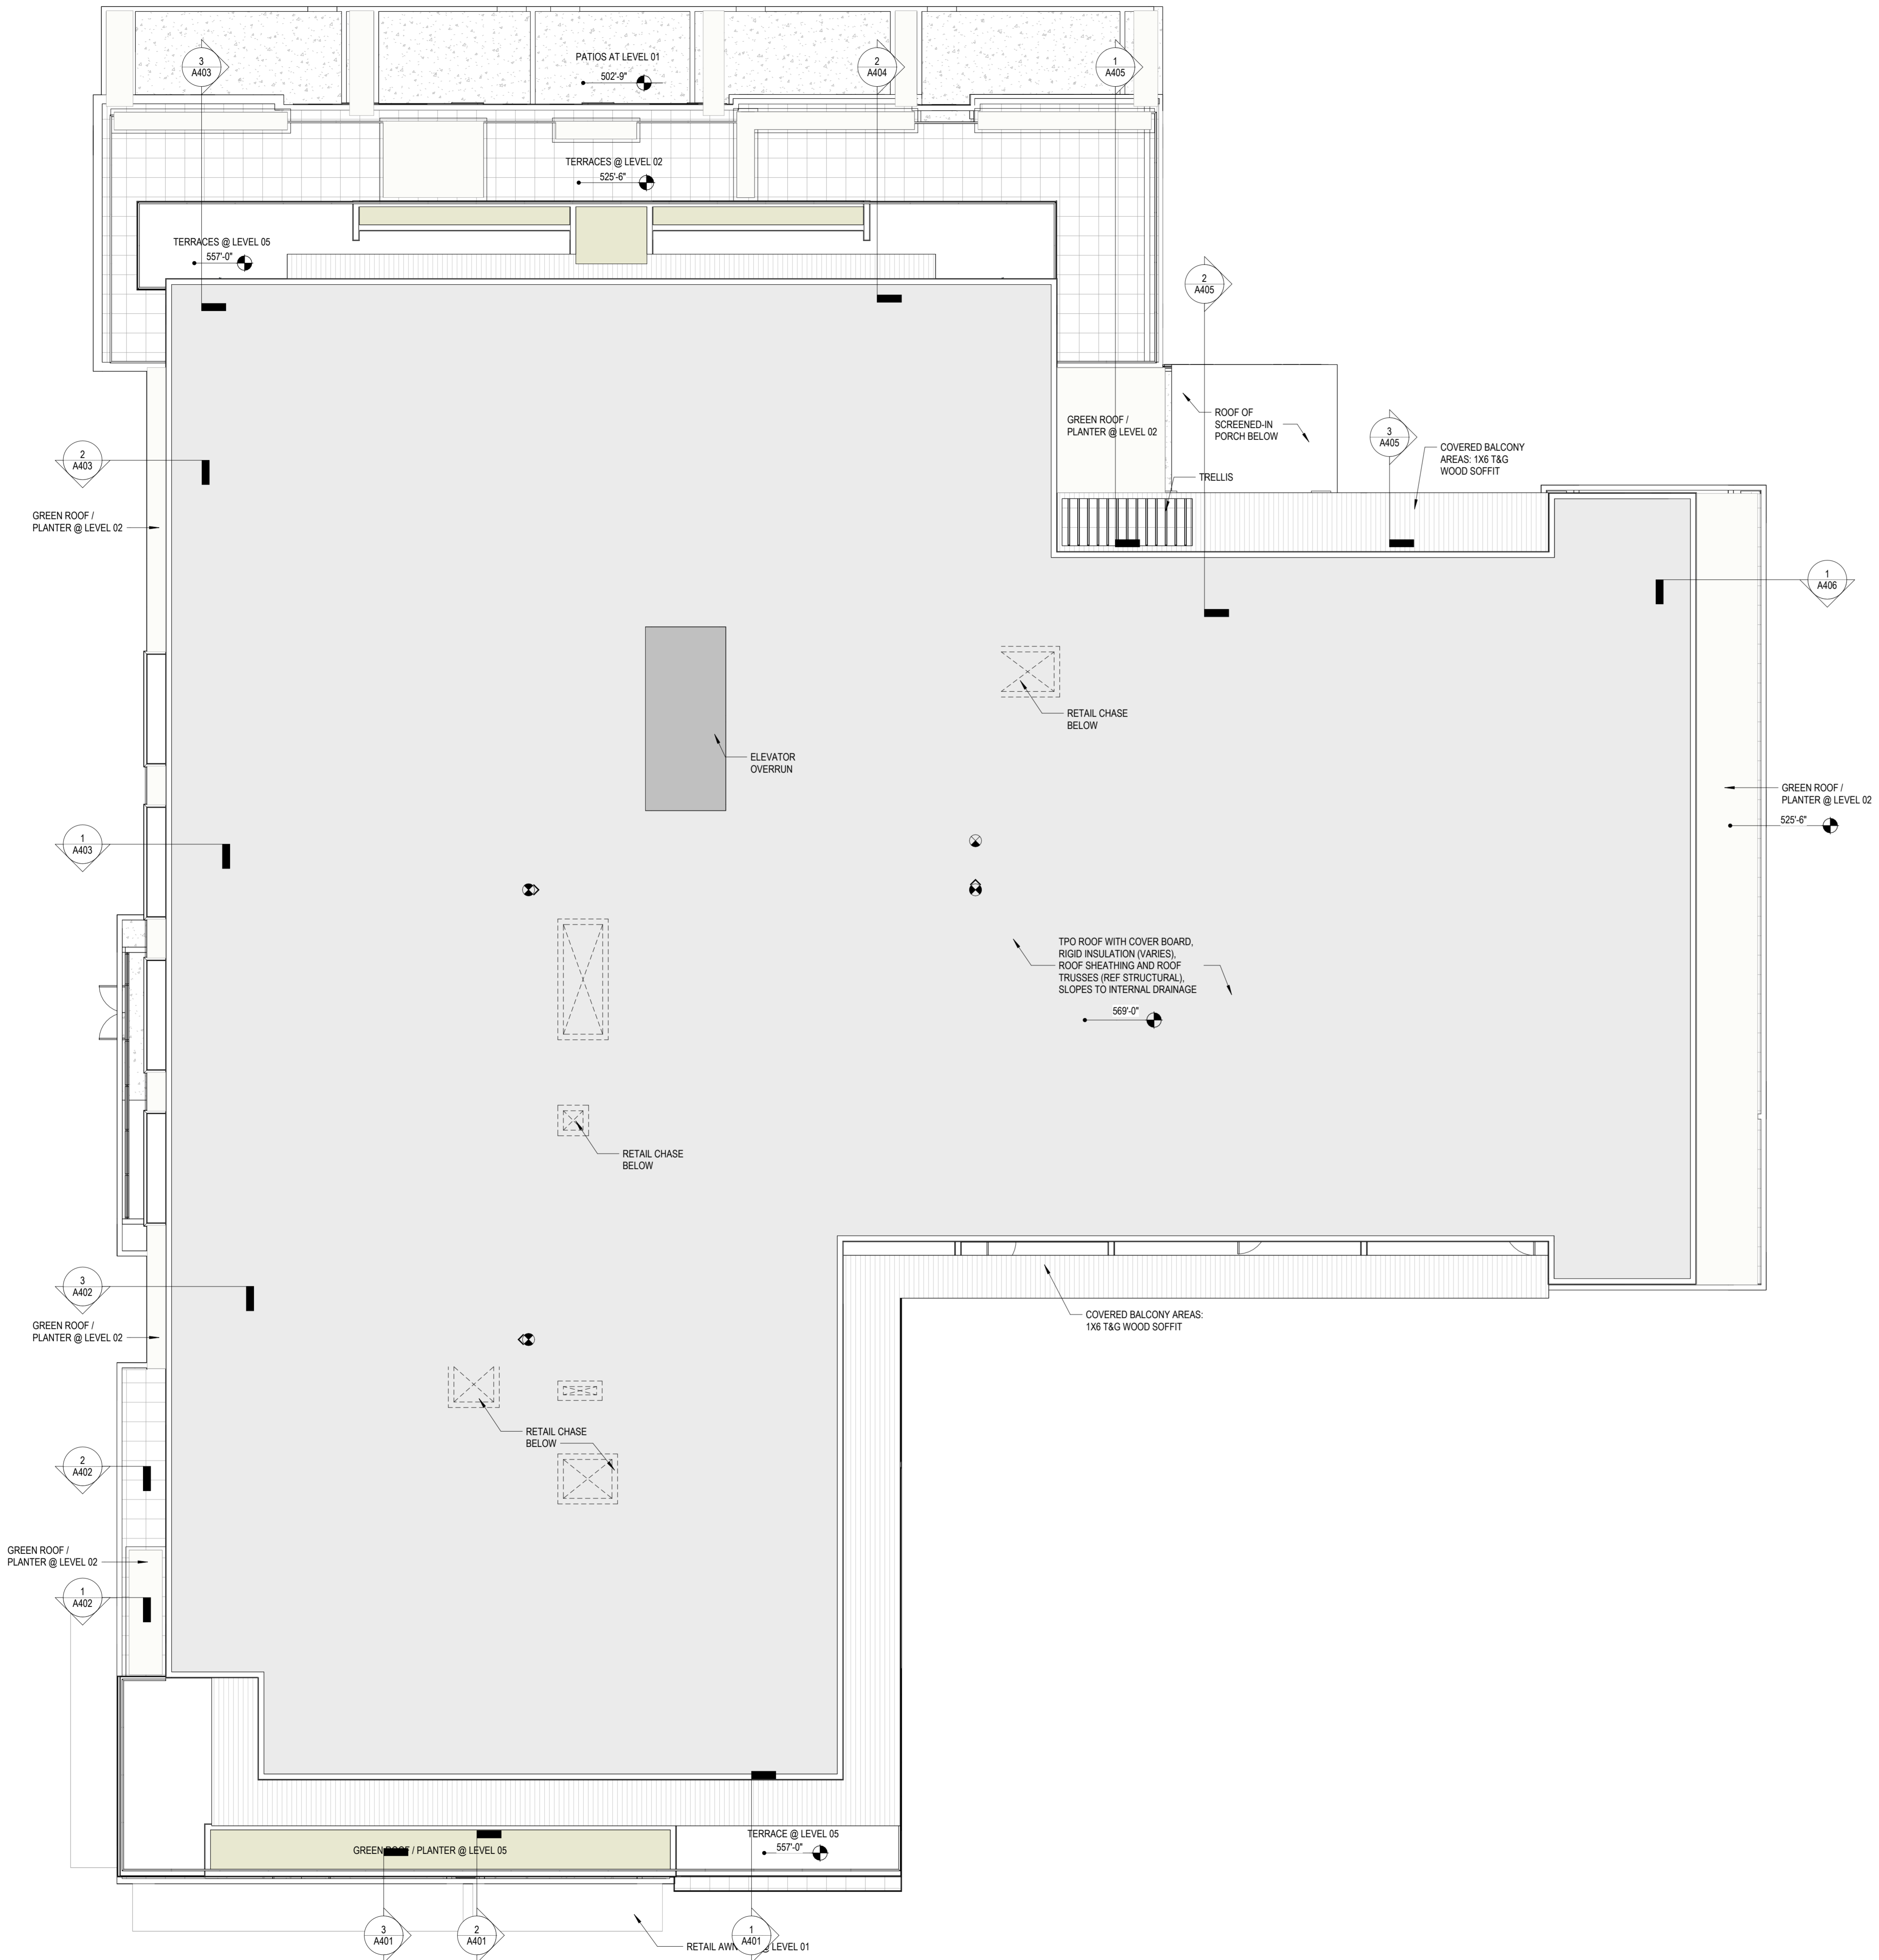 PATIOS AT LEVEL 01
502'-9"
3
A403
2
A404
1
A405
TERRACES @ LEVEL 02
525'-6"
TERRACES @ LEVEL 05
557'-0"
2
A405
GREEN ROOF /
PLANTER @ LEVEL 02
ROOF OF
SCREENED-IN
PORCH BELOW
3
A405
COVERED BALCONY
AREAS: 1X6 T&G
WOOD SOFFIT
TRELLIS
2
A403
GREEN ROOF /
PLANTER @ LEVEL 02
1
A406
RETAIL CHASE
BELOW
ELEVATOR
OVERRUN
GREEN ROOF /
PLANTER @ LEVEL 02
525'-6"
1
A403
TPO ROOF WITH COVER BOARD,
RIGID INSULATION (VARIES),
ROOF SHEATHING AND ROOF
TRUSSES (REF STRUCTURAL),
SLOPES TO INTERNAL DRAINAGE
569'-0"
RETAIL CHASE
BELOW
3
A402
GREEN ROOF /
PLANTER @ LEVEL 02
COVERED BALCONY AREAS:
1X6 T&G WOOD SOFFIT
RETAIL CHASE
BELOW
2
A402
GREEN ROOF /
PLANTER @ LEVEL 02
1
A402
GREEN ROOF / PLANTER @ LEVEL 05
TERRACE @ LEVEL 05
557'-0"
3
A401
2
A401
1
A401
RETAIL @ LEVEL 01